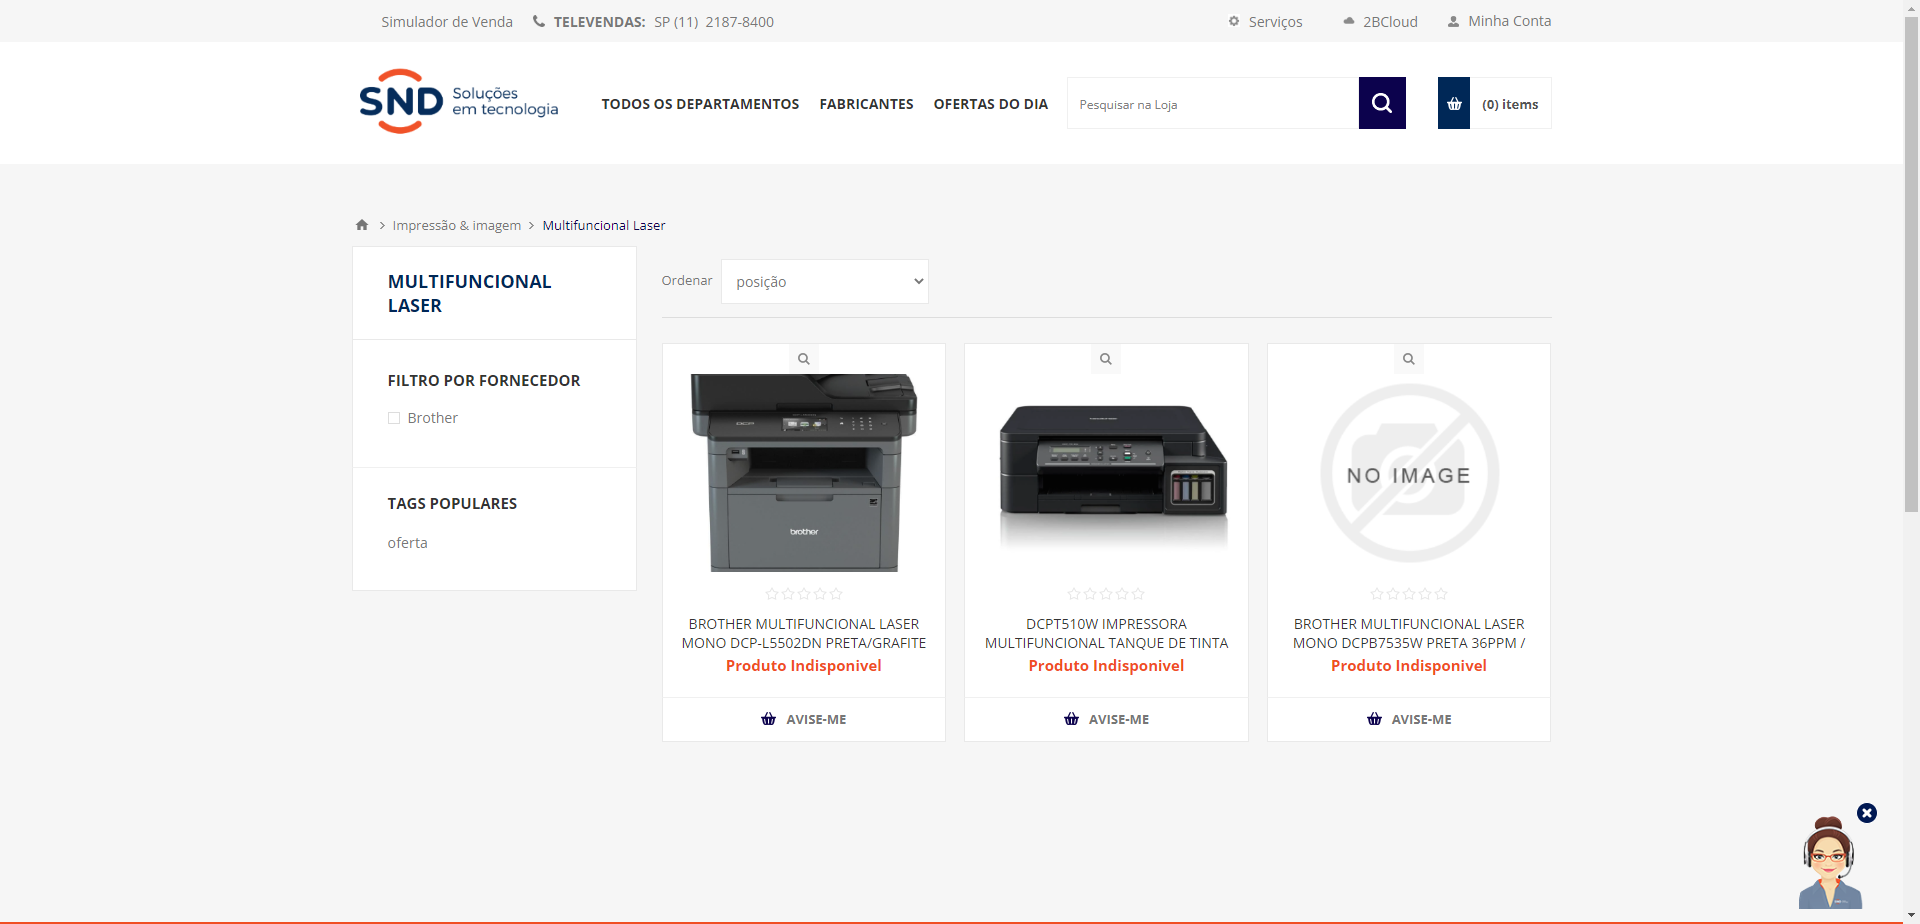 Simulador de Venda
TELEVENDAS: SP (11) 2187-8400
Serviços
2BCloud
Minha Conta
SND Soluções
em tecnologia
TODOS OS DEPARTAMENTOS
FABRICANTES
OFERTAS DO DIA
Pesquisar na Loja
(0) items
Impressão & imagem
Multifuncional Laser
MULTIFUNCIONAL
LASER
FILTRO POR FORNECEDOR
Brother
TAGS POPULARES
oferta
Ordenar
posição
brother
BROTHER MULTIFUNCIONAL LASER
MONO DCP-L5502DN PRETA/GRAFITE
Produto Indisponivel
AVISE-ME
DCPT510W IMPRESSORA
MULTIFUNCIONAL TANQUE DE TINTA
Produto Indisponivel
AVISE-ME
NO IMAGE
BROTHER MULTIFUNCIONAL LASER
MONO DCPB7535W PRETA 36PPM /
Produto Indisponivel
AVISE-ME